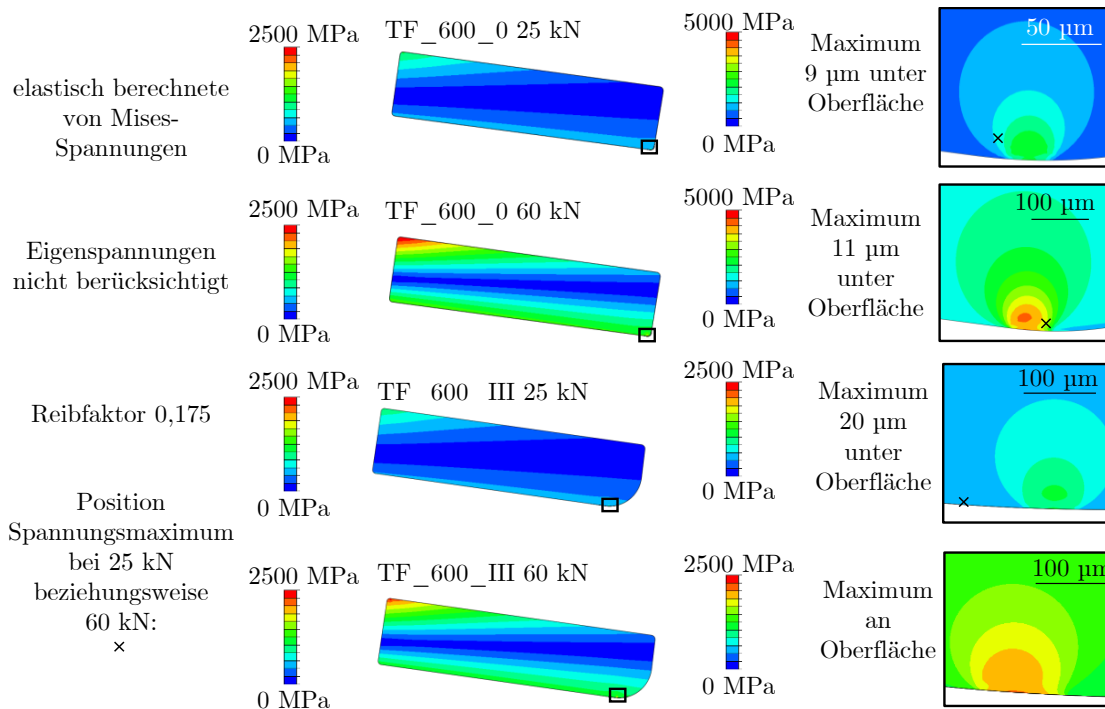 elastisch berechnete
von Mises-
Spannungen
2500 MPa
0 MPa
TF_600_0 25 kN
5000 MPa
0 MPa
Maximum
9 µm unter
Oberfläche
50 µm
×
Eigenspannungen
nicht berücksichtigt
2500 MPa
0 MPa
TF_600_0 60 kN
5000 MPa
0 MPa
Maximum
11 µm
unter
Oberfläche
100 µm
×
Reibfaktor 0,175
2500 MPa
0 MPa
TF 600 III 25 kN
2500 MPa
0 MPa
Maximum
20 µm
unter
Oberfläche
100 µm
×
Position
Spannungsmaximum
bei 25 kN
beziehungsweise
60 kN:
×
2500 MPa
0 MPa
TF_600_III 60 kN
2500 MPa
0 MPa
Maximum
an
Oberfläche
100 µm